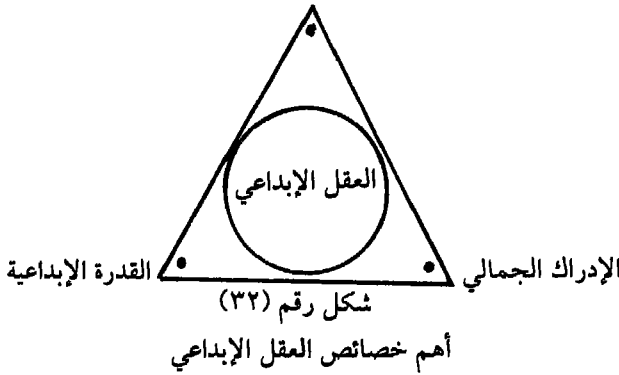 العقل الإبداعي
الإدراك الجمالي
القدرة الإبداعية
شكل رقم (٣٢)
أهم خصائص العقل الإبداعي